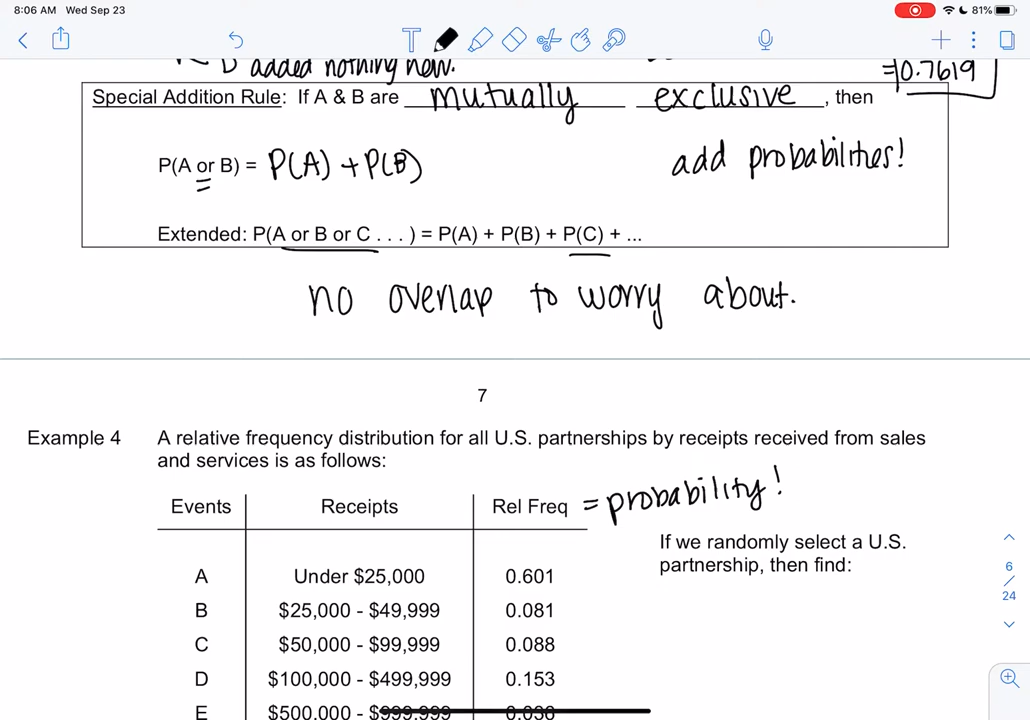 8:06 AM Wed Sep 23
81%
D added nothing new.
=0.7619
Special Addition Rule: If A & B are mutually exclusive, then
P(A or B) = P(A) + P(B)
add probabilities!
Extended: P(A or B or C . . . ) = P(A) + P(B) + P(C) + ...
no overlap to worry about.
7
Example 4 A relative frequency distribution for all U.S. partnerships by receipts received from sales
and services is as follows:
Events Receipts Rel Freq = probability!
If we randomly select a U.S.
partnership, then find:
A Under $25,000 0.601
B $25,000 - $49,999 0.081
C $50,000 - $99,999 0.088
D $100,000 - $499,999 0.153
E $500,000 - $999,999
6
/
24